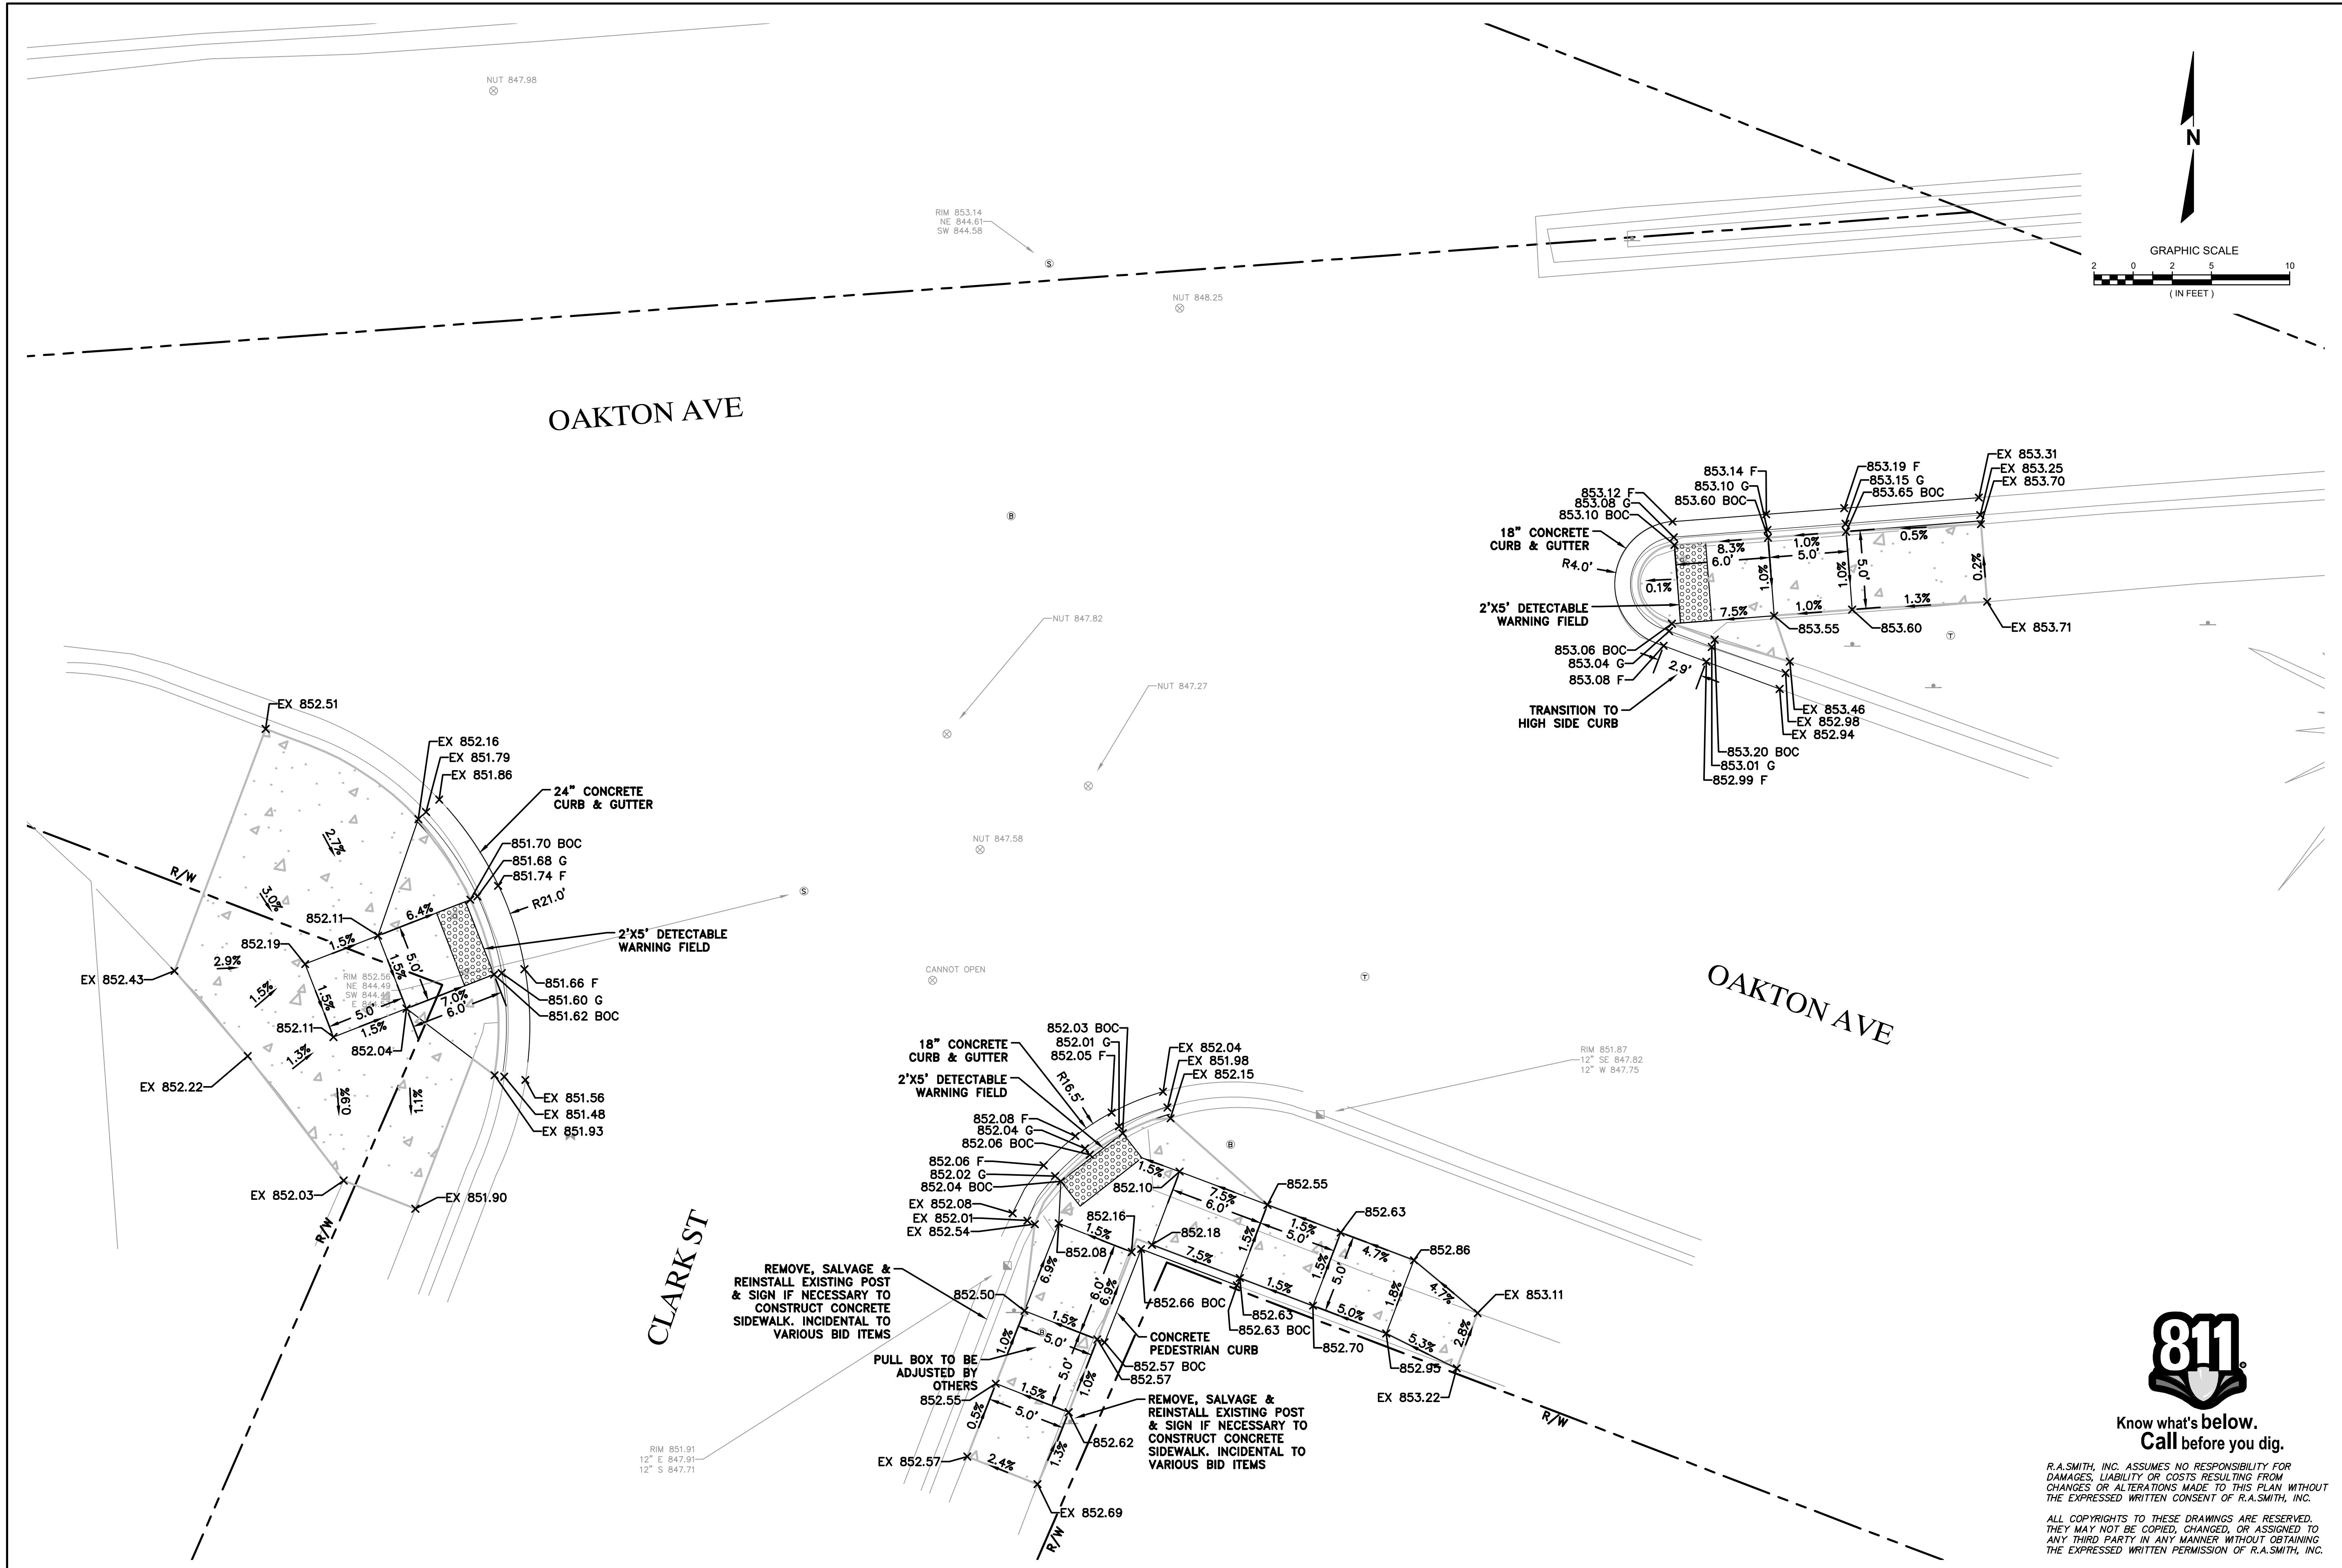 NUT 847.98
RIM 853.14
NE 844.61
SW 844.58
NUT 848.25
N
GRAPHIC SCALE
2 0 2 5 10
( IN FEET )
OAKTON AVE
853.12 F
853.08 G
853.10 BOC
853.14 F
853.10 G
853.60 BOC
853.19 F
853.15 G
853.65 BOC
EX 853.31
EX 853.25
EX 853.70
18" CONCRETE
CURB & GUTTER
R4.0'
8.3%
6.0'
1.0%
5.0'
0.5%
0.1%
1.0%
1.0%
5.0'
0.2%
2'X5' DETECTABLE
WARNING FIELD
7.5%
1.0%
1.3%
853.55
853.60
EX 853.71
853.06 BOC
853.04 G
853.08 F
2.9'
TRANSITION TO
HIGH SIDE CURB
EX 853.46
EX 852.98
EX 852.94
853.20 BOC
853.01 G
852.99 F
B
T
NUT 847.82
NUT 847.27
NUT 847.58
S
S
EX 852.51
EX 852.16
EX 851.79
EX 851.86
24" CONCRETE
CURB & GUTTER
2.7%
851.70 BOC
851.68 G
851.74 F
R21.0'
R/W
3.0%
852.11
6.4%
2'X5' DETECTABLE
WARNING FIELD
852.19
1.5%
1.5%
5.0'
EX 852.43
2.9%
RIM 852.56
NE 844.49
1.5%
1.5%
5.0'
7.0%
6.0'
851.66 F
851.60 G
851.62 BOC
852.11
1.5%
852.04
1.3%
EX 852.22
0.9%
1.1%
EX 851.56
EX 851.48
EX 851.93
EX 852.03
EX 851.90
R/W
CANNOT OPEN
T
OAKTON AVE
852.03 BOC
852.01 G
852.05 F
18" CONCRETE
CURB & GUTTER
R16.5'
EX 852.04
EX 851.98
EX 852.15
RIM 851.87
12" SE 847.82
12" W 847.75
2'X5' DETECTABLE
WARNING FIELD
852.08 F
852.04 G
852.06 BOC
852.06 F
852.02 G
852.04 BOC
B
1.5%
852.10
7.5%
6.0'
852.55
EX 852.08
EX 852.01
EX 852.54
852.16
1.5%
852.08
852.18
7.5%
1.5%
1.5%
5.0'
852.63
1.5%
5.0'
4.7%
852.86
4.7%
1.8%
EX 853.11
CLARK ST
REMOVE, SALVAGE &
REINSTALL EXISTING POST
& SIGN IF NECESSARY TO
CONSTRUCT CONCRETE
SIDEWALK. INCIDENTAL TO
VARIOUS BID ITEMS
6.9%
6.0'
6.9%
852.50
852.66 BOC
1.5%
852.63
852.63 BOC
5.0%
852.70
5.3%
2.8%
852.95
EX 853.22
1.5%
B
5.0'
1.0%
CONCRETE
PEDESTRIAN CURB
PULL BOX TO BE
ADJUSTED BY
OTHERS
852.57 BOC
852.57
5.0'
1.0%
852.55
1.5%
5.0'
0.5%
REMOVE, SALVAGE &
REINSTALL EXISTING POST
& SIGN IF NECESSARY TO
CONSTRUCT CONCRETE
SIDEWALK. INCIDENTAL TO
VARIOUS BID ITEMS
852.62
1.3%
RIM 851.91
12" E 847.91
12" S 847.71
EX 852.57
2.4%
EX 852.69
R/W
R/W
811
Know what's below.
Call before you dig.
R.A.SMITH, INC. ASSUMES NO RESPONSIBILITY FOR
DAMAGES, LIABILITY OR COSTS RESULTING FROM
CHANGES OR ALTERATIONS MADE TO THIS PLAN WITHOUT
THE EXPRESSED WRITTEN CONSENT OF R.A.SMITH, INC.
ALL COPYRIGHTS TO THESE DRAWINGS ARE RESERVED.
THEY MAY NOT BE COPIED, CHANGED, OR ASSIGNED TO
ANY THIRD PARTY IN ANY MANNER WITHOUT OBTAINING
THE EXPRESSED WRITTEN PERMISSION OF R.A.SMITH, INC.